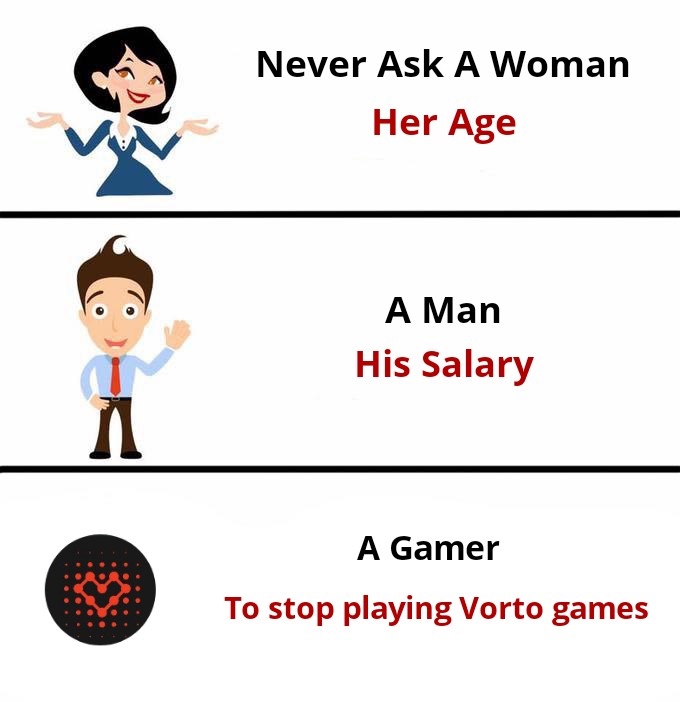 Never Ask A Woman
Her Age
A Man
His Salary
A Gamer
To stop playing Vorto games